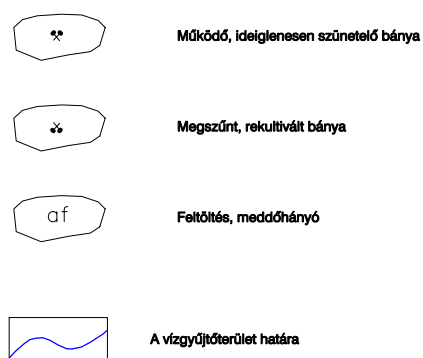 Működő, ideiglenesen szünetelő bánya
Megszűnt, rekultivált bánya
af
Feltöltés, meddőhányó
A vízgyűjtőterület határa